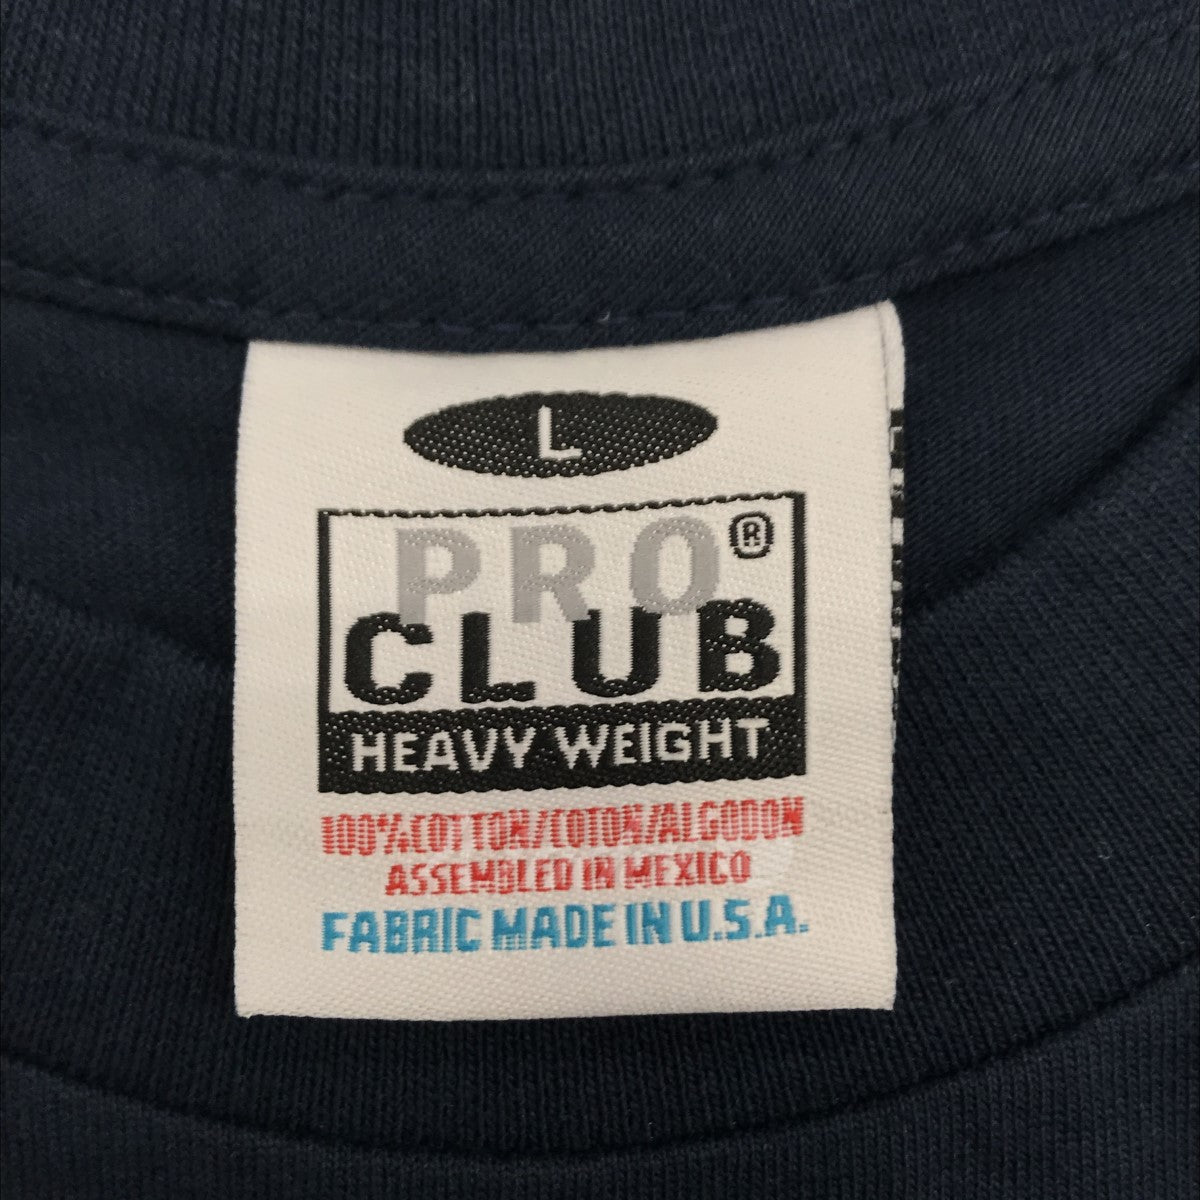 L
PRO®
CLUB
HEAVY WEIGHT
100%COTTON/COTON/ALGODON
ASSEMBLED IN MEXICO
FABRIC MADE IN U.S.A.